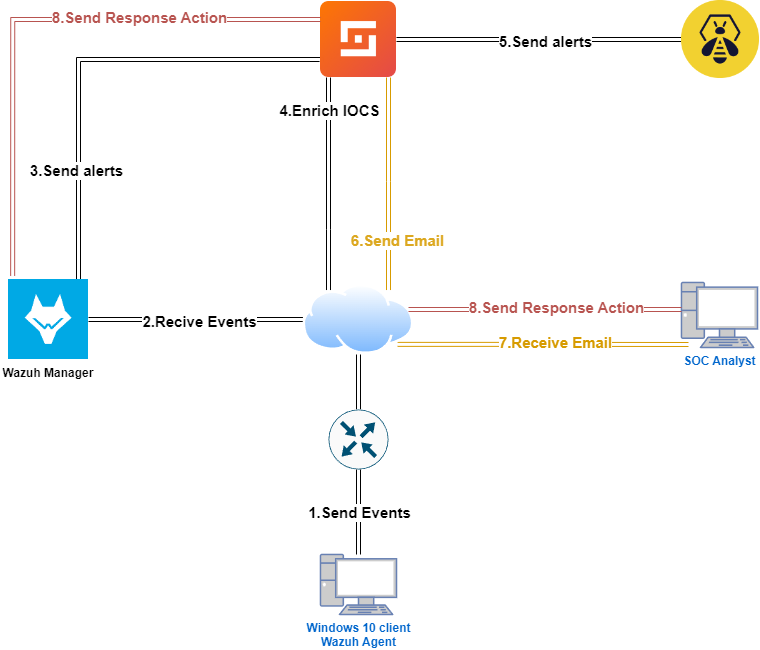 8.Send Response Action
5.Send alerts
4.Enrich IOCS
3.Send alerts
6.Send Email
8.Send Response Action
2.Recive Events
7.Receive Email
SOC Analyst
Wazuh Manager
1.Send Events
Windows 10 client
Wazuh Agent